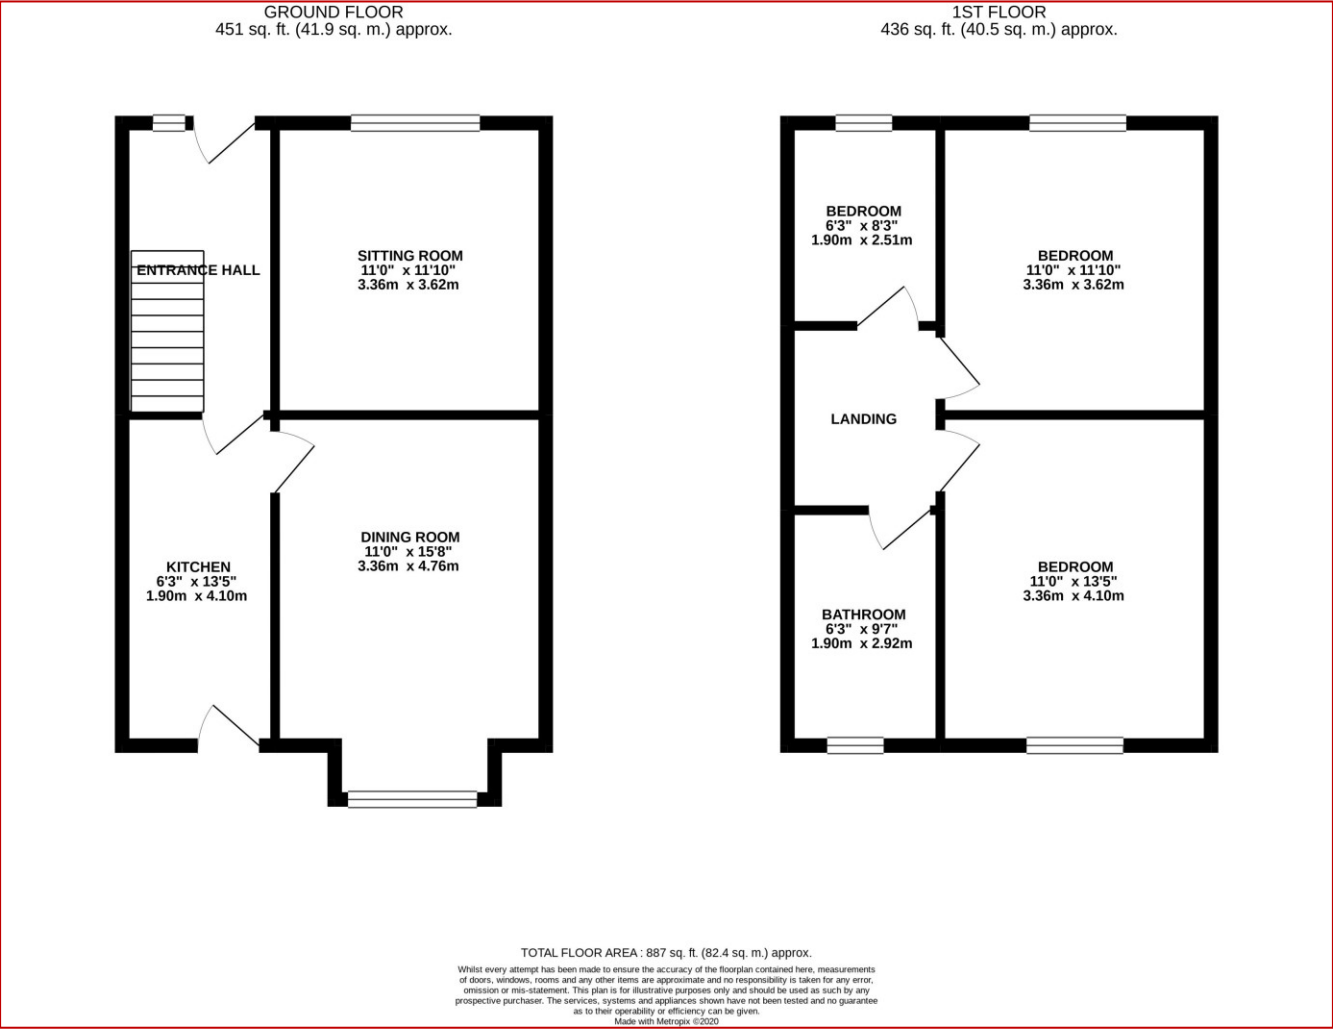 GROUND FLOOR
451 sq. ft. (41.9 sq. m.) approx.
1ST FLOOR
436 sq. ft. (40.5 sq. m.) approx.
ENTRANCE HALL
SITTING ROOM
11'0" x 11'10"
3.36m x 3.62m
KITCHEN
6'3" x 13'5"
1.90m x 4.10m
DINING ROOM
11'0" x 15'8"
3.36m x 4.76m
BEDROOM
6'3" x 8'3"
1.90m x 2.51m
BEDROOM
11'0" x 11'10"
3.36m x 3.62m
LANDING
BATHROOM
6'3" x 9'7"
1.90m x 2.92m
BEDROOM
11'0" x 13'5"
3.36m x 4.10m
TOTAL FLOOR AREA : 887 sq. ft. (82.4 sq. m.) approx.
Whilst every attempt has been made to ensure the accuracy of the floorplan contained here, measurements
of doors, windows, rooms and any other items are approximate and no responsibility is taken for any error,
omission or mis-statement. This plan is for illustrative purposes only and should be used as such by any
prospective purchaser. The services, systems and appliances shown have not been tested and no guarantee
as to their operability or efficiency can be given.
Made with Metropix ©2020